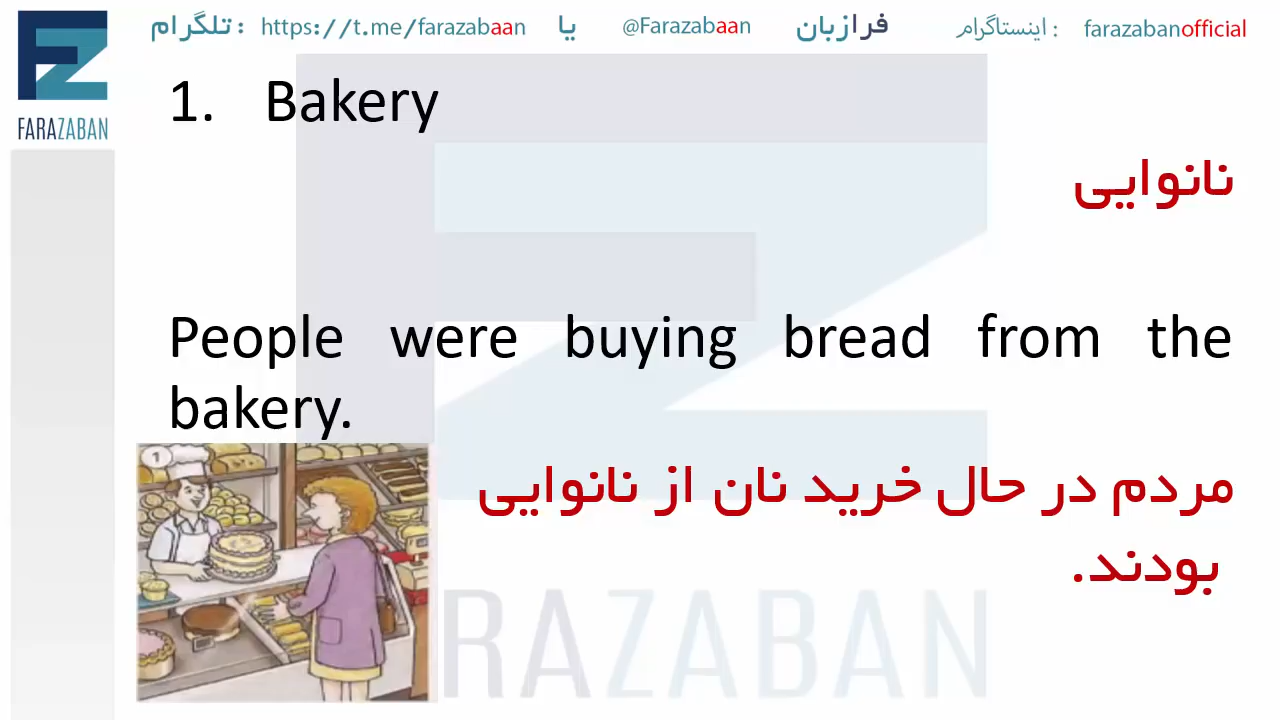 تلگرام : https://t.me/farazabaan یا @Farazabaan فرازبان اینستاگرام : farazabanofficial
FZ
FARAZABAN
1. Bakery
نانوایی
People were buying bread from the
bakery.
مردم در حال خرید نان از نانوایی
بودند.
1
FARAZABAN